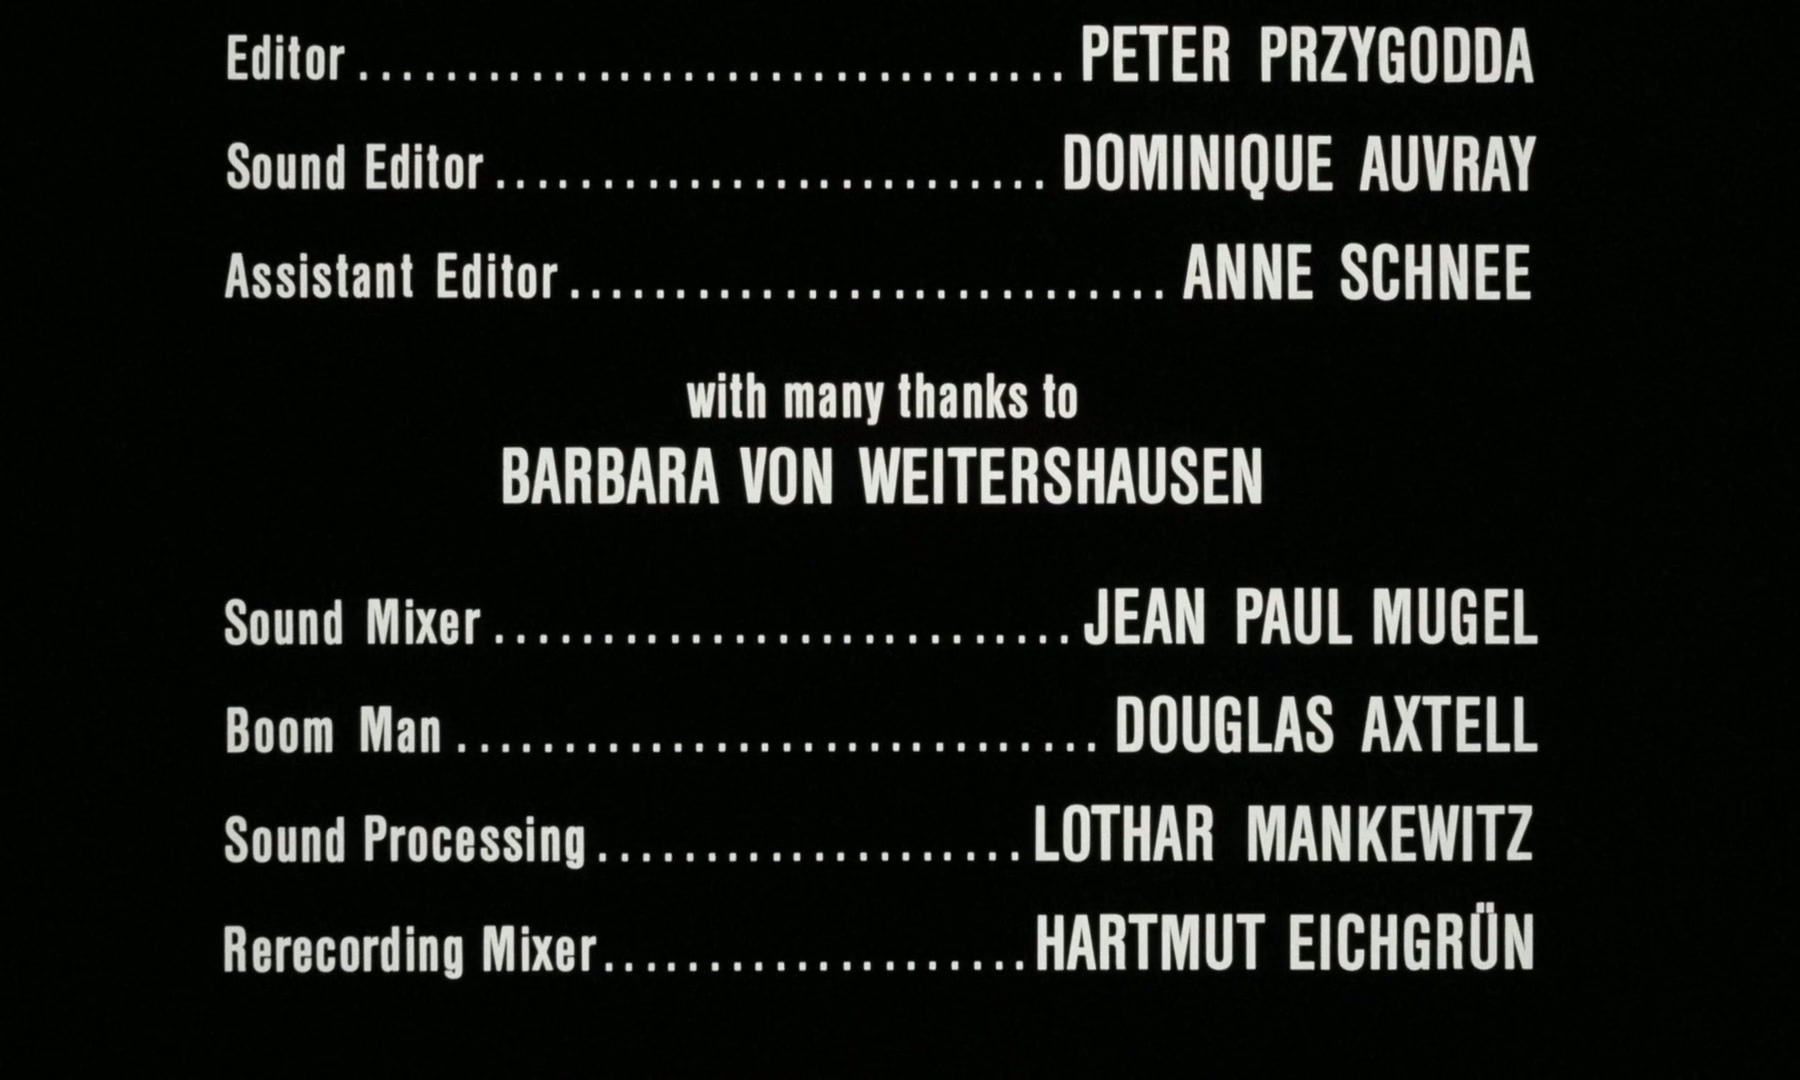 Editor.................................PETER PRZYGODDA
Sound Editor..........................DOMINIQUE AUVRAY
Assistant Editor............................ANNE SCHNEE
with many thanks to
BARBARA VON WEITERSHAUSEN
Sound Mixer...........................JEAN PAUL MUGEL
Boom Man..............................DOUGLAS AXTELL
Sound Processing....................LOTHAR MANKEWITZ
Rerecording Mixer....................HARTMUT EICHGRÜN